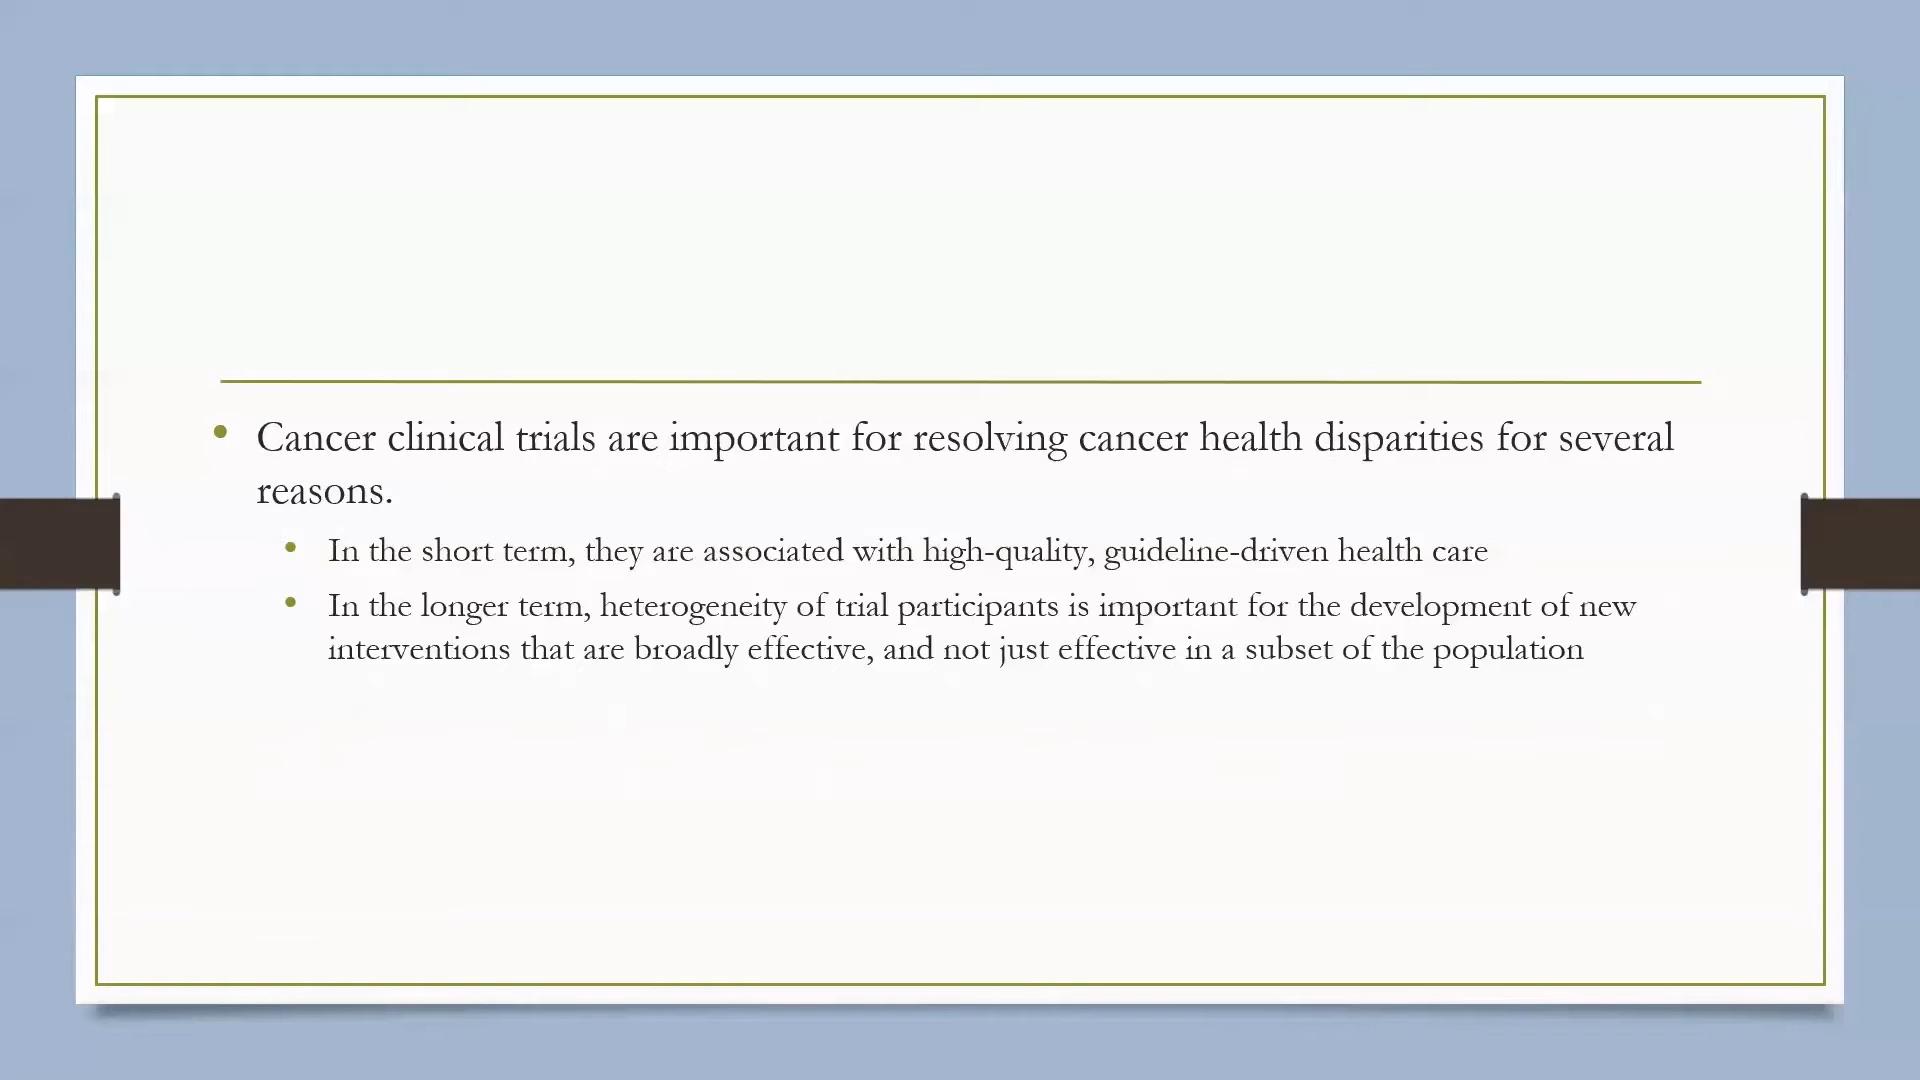 Cancer clinical trials are important for resolving cancer health disparities for several
reasons.
In the short term, they are associated with high-quality, guideline-driven health care
In the longer term, heterogeneity of trial participants is important for the development of new
interventions that are broadly effective, and not just effective in a subset of the population